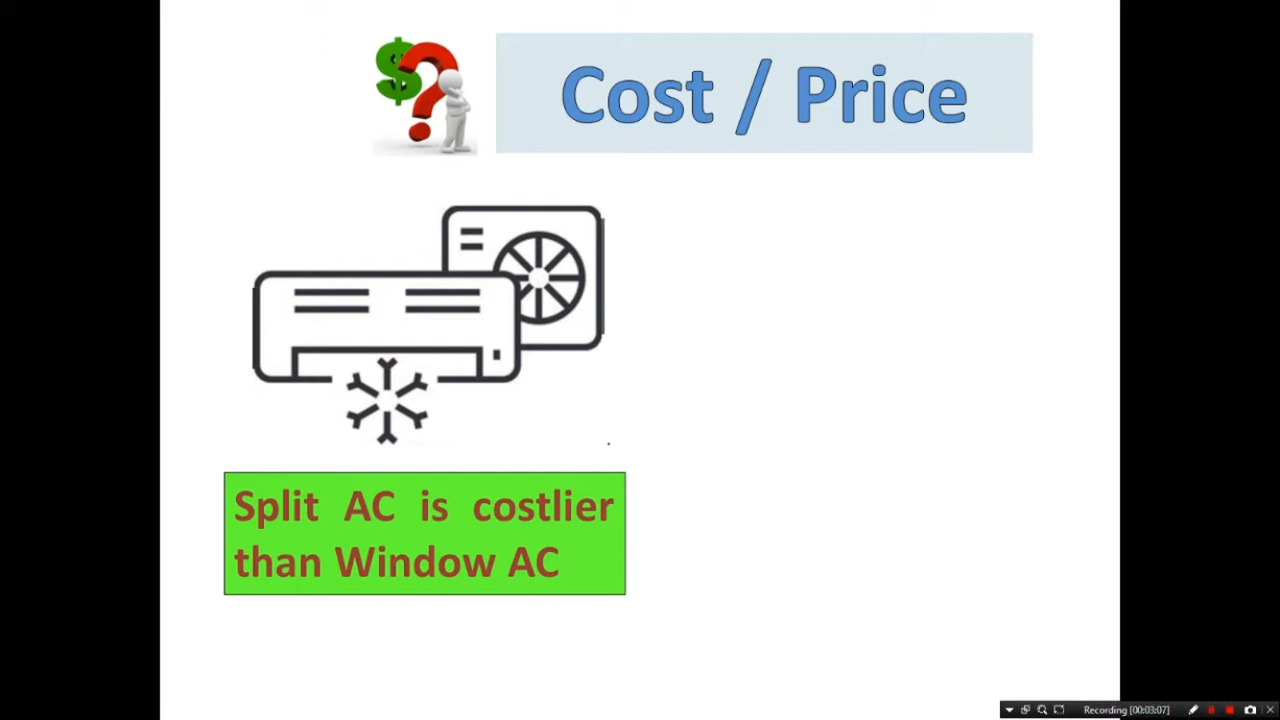 Cost / Price
Split AC is costlier
than Window AC
Recording [00:03:07]